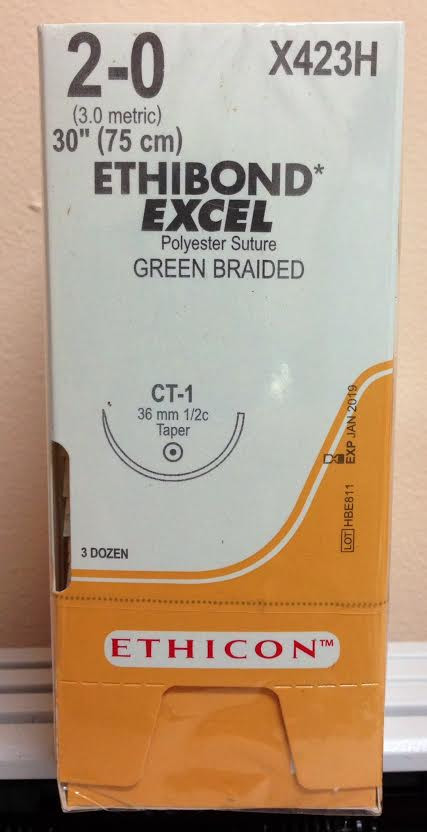 2-0
X423H
(3.0 metric)
30" (75 cm)
ETHIBOND*
EXCEL
Polyester Suture
GREEN BRAIDED
CT-1
36 mm 1/2c
Taper
EXP JAN 2019
LOT HBE811
3 DOZEN
ETHICON™